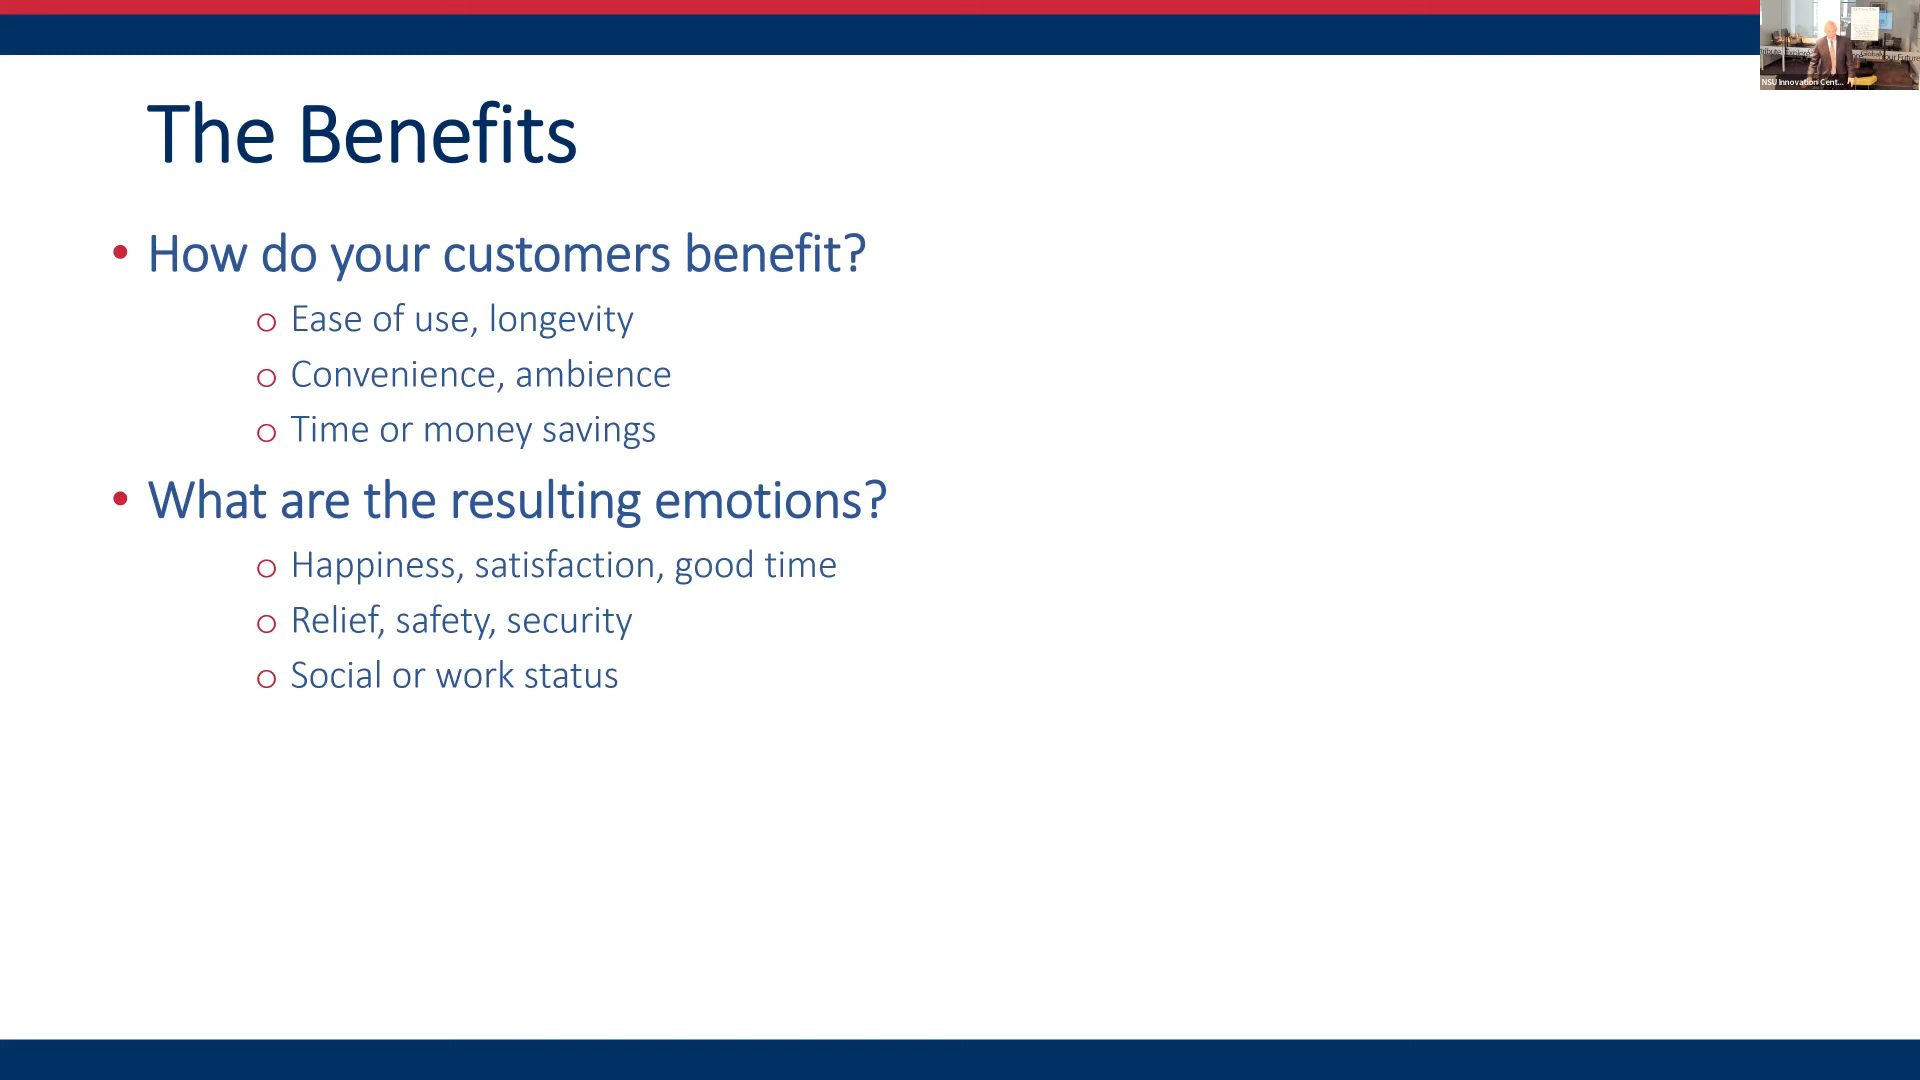 The Benefits
• How do your customers benefit?
o Ease of use, longevity
o Convenience, ambience
o Time or money savings
• What are the resulting emotions?
o Happiness, satisfaction, good time
o Relief, safety, security
o Social or work status
NSU Innovation Cent...